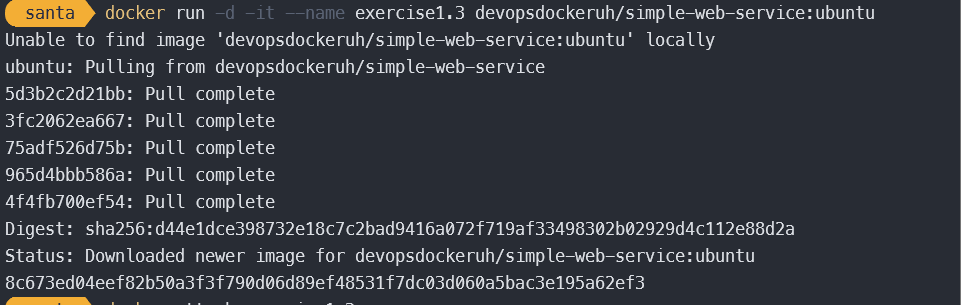 santa docker run -d -it --name exercise1.3 devopsdockeruh/simple-web-service:ubuntu
Unable to find image 'devopsdockeruh/simple-web-service:ubuntu' locally
ubuntu: Pulling from devopsdockeruh/simple-web-service
5d3b2c2d21bb: Pull complete
3fc2062ea667: Pull complete
75adf526d75b: Pull complete
965d4bbb586a: Pull complete
4f4fb700ef54: Pull complete
Digest: sha256:d44e1dce398732e18c7c2bad9416a072f719af33498302b02929d4c112e88d2a
Status: Downloaded newer image for devopsdockeruh/simple-web-service:ubuntu
8c673ed04eef82b50a3f3f790d06d89ef48531f7dc03d060a5bac3e195a62ef3